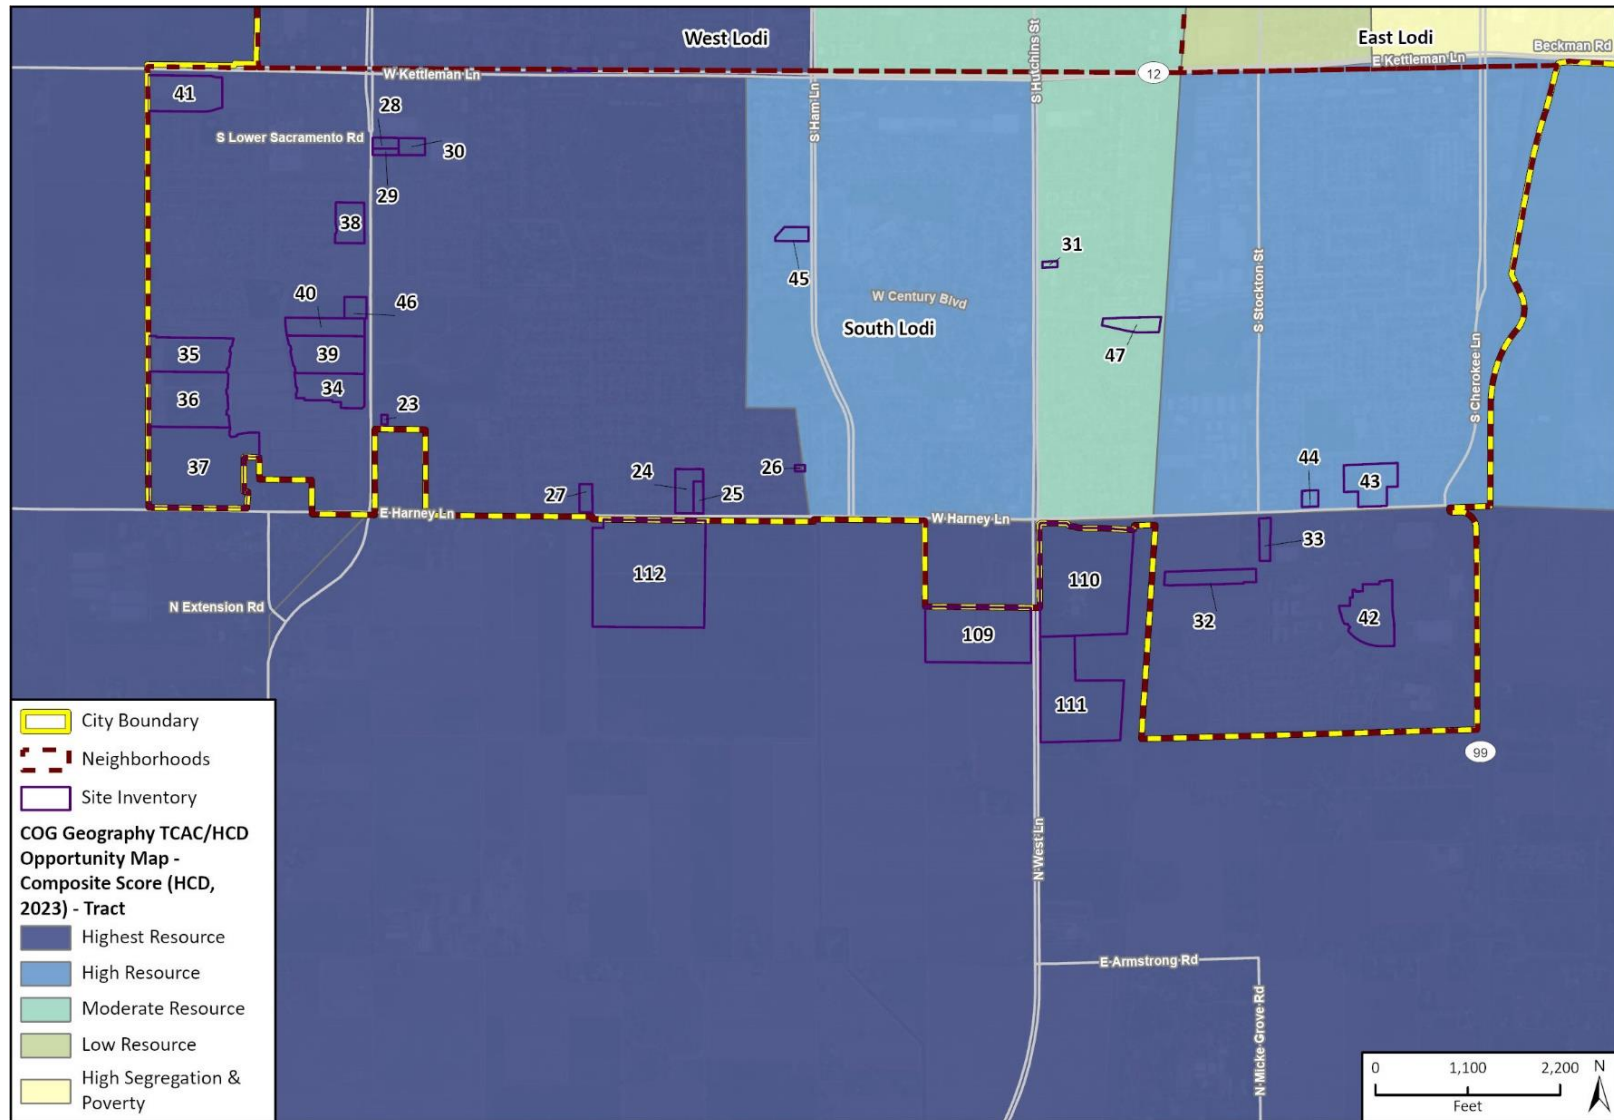 West Lodi
East Lodi
Beckman Rd
E Kettleman Ln
W Kettleman Ln
12
S Hutchins St
S Ham Ln
41
28
S Lower Sacramento Rd
30
29
38
31
45
40
46
W Century Blvd
South Lodi
S Stockton St
47
S Cherokee Ln
35
39
36
34
23
37
27
24
25
26
44
43
E Harney Ln
W Harney Ln
33
112
110
N Extension Rd
109
32
42
111
99
N West Ln
E Armstrong Rd
N Micke Grove Rd
City Boundary
Neighborhoods
Site Inventory
COG Geography TCAC/HCD
Opportunity Map -
Composite Score (HCD,
2023) - Tract
Highest Resource
High Resource
Moderate Resource
Low Resource
High Segregation &
Poverty
0 1,100 2,200
Feet
N